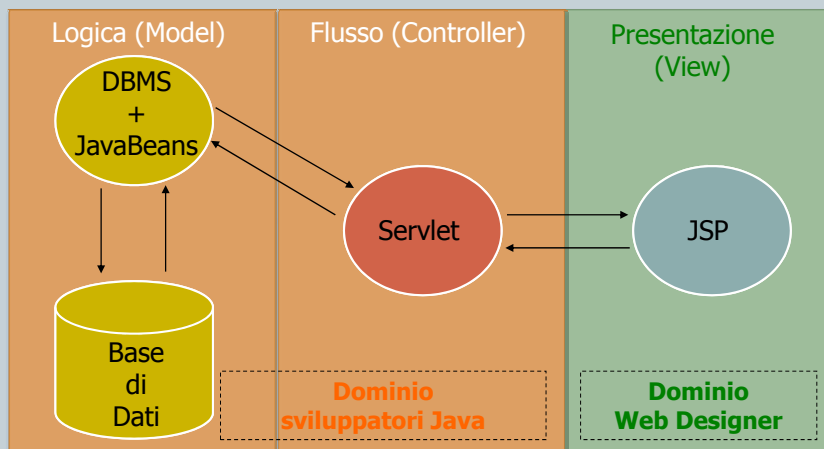 Logica (Model)
Flusso (Controller)
Presentazione
(View)
DBMS
+
JavaBeans
Servlet
JSP
Base
di
Dati
Dominio
sviluppatori Java
Dominio
Web Designer